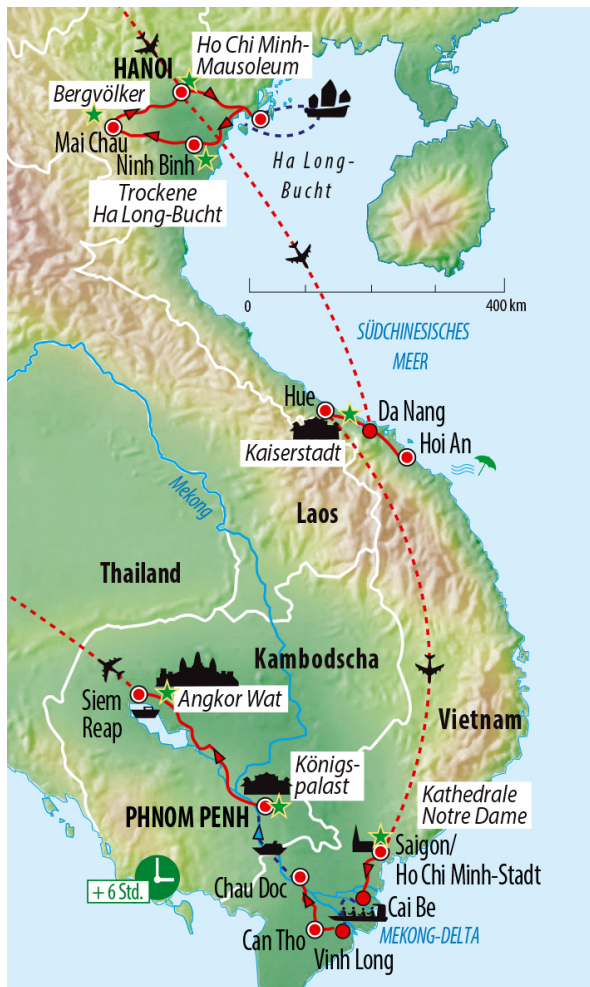 Ho Chi Minh-
Mausoleum
HANOI
Bergvölker
Mai Chau
Ninh Binh
Trockene
Ha Long-Bucht
Ha Long-
Bucht
0
400 km
SÜDCHINESISCHES
MEER
Hue
Da Nang
Hoi An
Kaiserstadt
Mekong
Laos
Thailand
Kambodscha
Siem
Reap
Angkor Wat
Vietnam
Königs-
palast
PHNOM PENH
Kathedrale
Notre Dame
Saigon/
Ho Chi Minh-Stadt
+ 6 Std.
Chau Doc
Cai Be
Can Tho
MEKONG-DELTA
Vinh Long